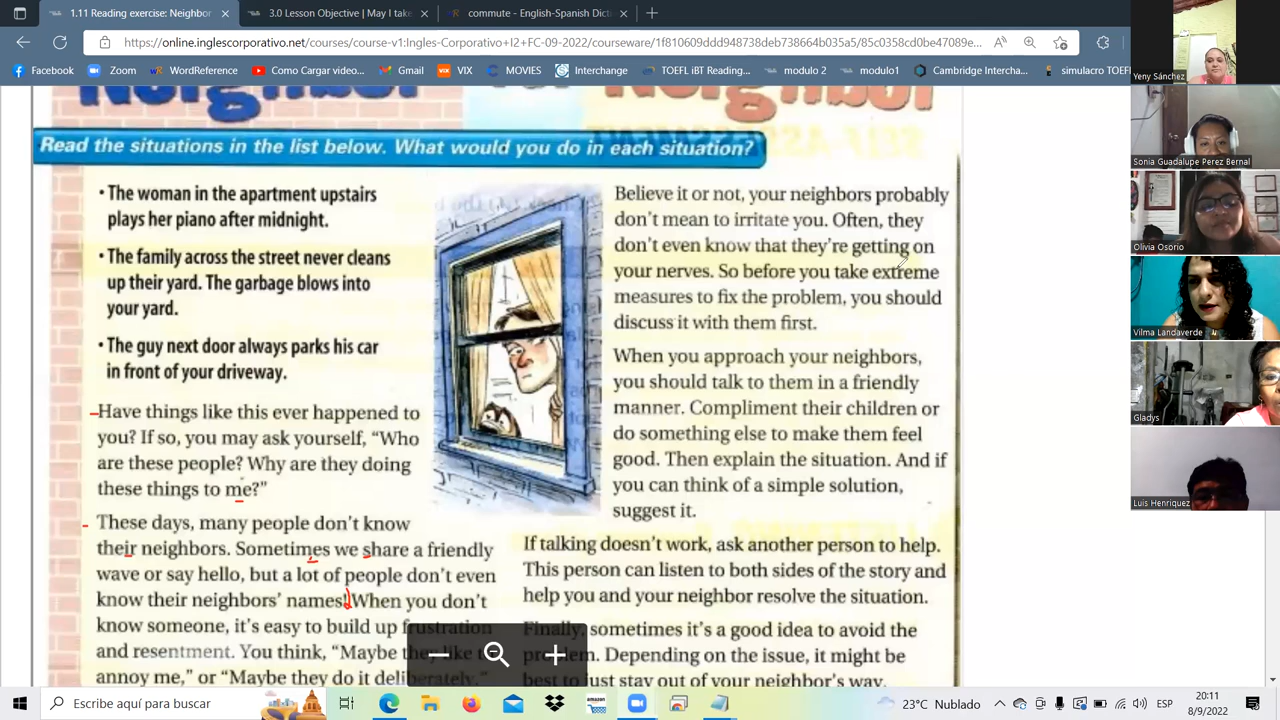 1.11 Reading exercise: Neighbor
3.0 Lesson Objective | May I take
commute - English-Spanish Dict
https://online.inglescorporativo.net/courses/course-v1:Ingles-Corporativo+I2+FC-09-2022/courseware/1f810609ddd948738deb738664b035a5/85c0358cd0be47089e...
Facebook
Zoom
WordReference
Como Cargar video...
Gmail
VIX
Interchange
TOEFL iBT Reading...
modulo 2
modulo1
Cambridge Intercha...
simulacro TOEFL
Read the situations in the list below. What would you do in each situation?
• The woman in the apartment upstairs
plays her piano after midnight.
• The family across the street never cleans
up their yard. The garbage blows into
your yard.
• The guy next door always parks his car
in front of your driveway.
Have things like this ever happened to
you? If so, you may ask yourself, “Who
are these people? Why are they doing
these things to me?”
These days, many people don’t know
their neighbors. Sometimes we share a friendly
wave or say hello, but a lot of people don’t even
know their neighbors’ names! When you don’t
know someone, it’s easy to build up frustration
and resentment. You think, “Maybe they like to
annoy me,” or “Maybe they do it deliberately.”
Believe it or not, your neighbors probably
don’t mean to irritate you. Often, they
don’t even know that they’re getting on
your nerves. So before you take extreme
measures to fix the problem, you should
discuss it with them first.
When you approach your neighbors,
you should talk to them in a friendly
manner. Compliment their children or
do something else to make them feel
good. Then explain the situation. And if
you can think of a simple solution,
suggest it.
If talking doesn’t work, ask another person to help.
This person can listen to both sides of the story and
help you and your neighbor resolve the situation.
Finally, sometimes it’s a good idea to avoid the
problem. Depending on the issue, it might be
best to just stay out of your neighbor’s way.
Yeny Sánchez
Sonia Guadalupe Perez Bernal
Olivia Osorio
Vilma Landaverde
Gladys
Luis Henriquez
Escribe aquí para buscar
23°C Nublado
ESP
20:11
8/9/2022